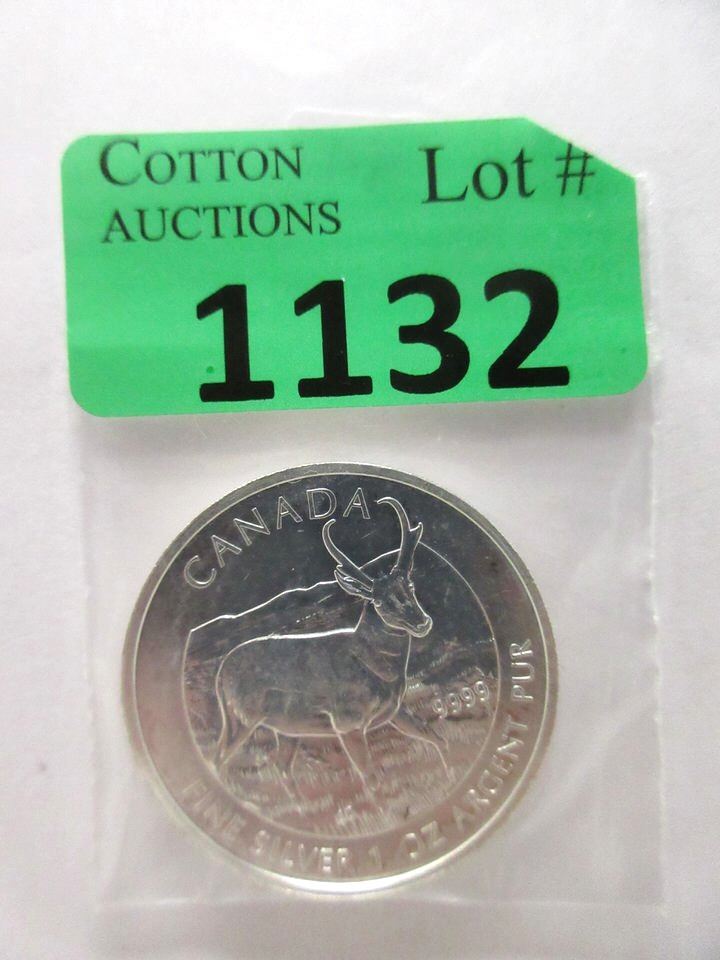 COTTON
AUCTIONS
Lot #
1132
CANADA
9999
FINE SILVER 1 OZ ARGENT PUR